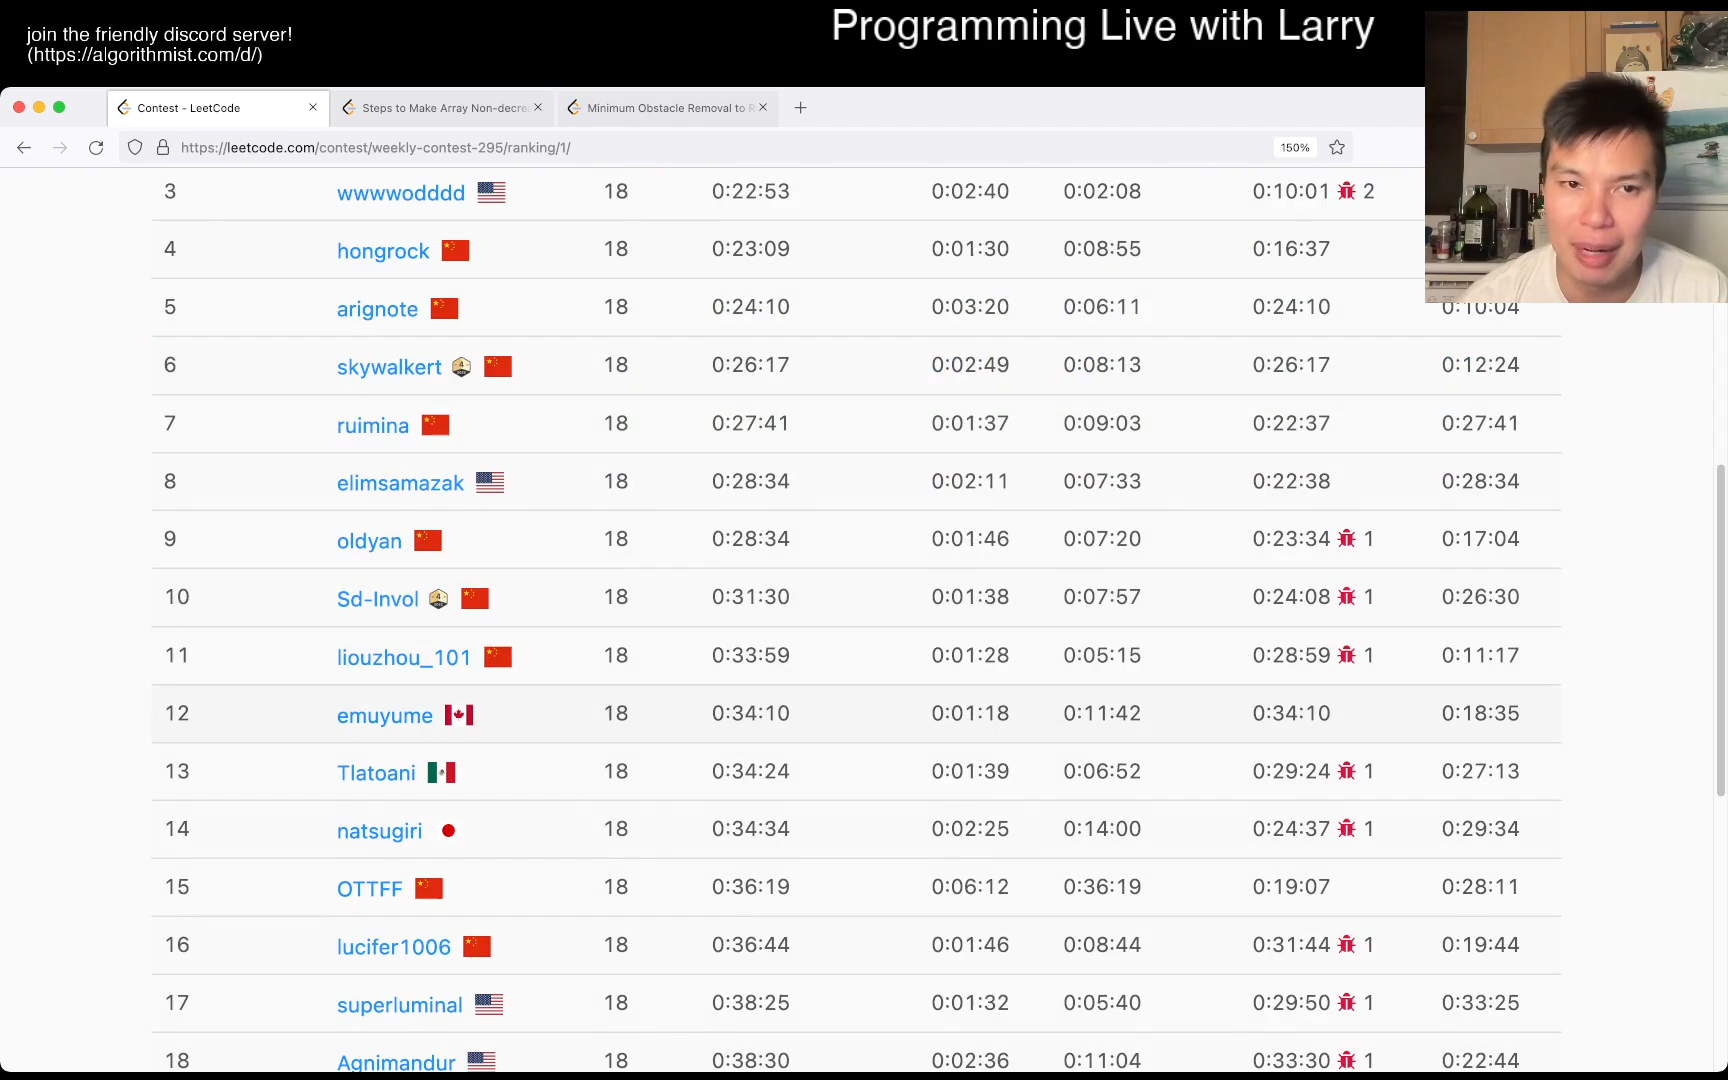 join the friendly discord server!
(https://algorithmist.com/d/)
Programming Live with Larry
Contest - LeetCode
Steps to Make Array Non-decre
Minimum Obstacle Removal to R
https://leetcode.com/contest/weekly-contest-295/ranking/1/
150%
3 wwwwodddd 18 0:22:53 0:02:40 0:02:08 0:10:01 2
4 hongrock 18 0:23:09 0:01:30 0:08:55 0:16:37
5 arignote 18 0:24:10 0:03:20 0:06:11 0:24:10 0:10:04
6 skywalkert 18 0:26:17 0:02:49 0:08:13 0:26:17 0:12:24
7 ruimina 18 0:27:41 0:01:37 0:09:03 0:22:37 0:27:41
8 elimsamazak 18 0:28:34 0:02:11 0:07:33 0:22:38 0:28:34
9 oldyan 18 0:28:34 0:01:46 0:07:20 0:23:34 1 0:17:04
10 Sd-Invol 18 0:31:30 0:01:38 0:07:57 0:24:08 1 0:26:30
11 liouzhou_101 18 0:33:59 0:01:28 0:05:15 0:28:59 1 0:11:17
12 emuyume 18 0:34:10 0:01:18 0:11:42 0:34:10 0:18:35
13 Tlatoani 18 0:34:24 0:01:39 0:06:52 0:29:24 1 0:27:13
14 natsugiri 18 0:34:34 0:02:25 0:14:00 0:24:37 1 0:29:34
15 OTTFF 18 0:36:19 0:06:12 0:36:19 0:19:07 0:28:11
16 lucifer1006 18 0:36:44 0:01:46 0:08:44 0:31:44 1 0:19:44
17 superluminal 18 0:38:25 0:01:32 0:05:40 0:29:50 1 0:33:25
18 Agnimandur 18 0:38:30 0:02:36 0:11:04 0:33:30 1 0:22:44